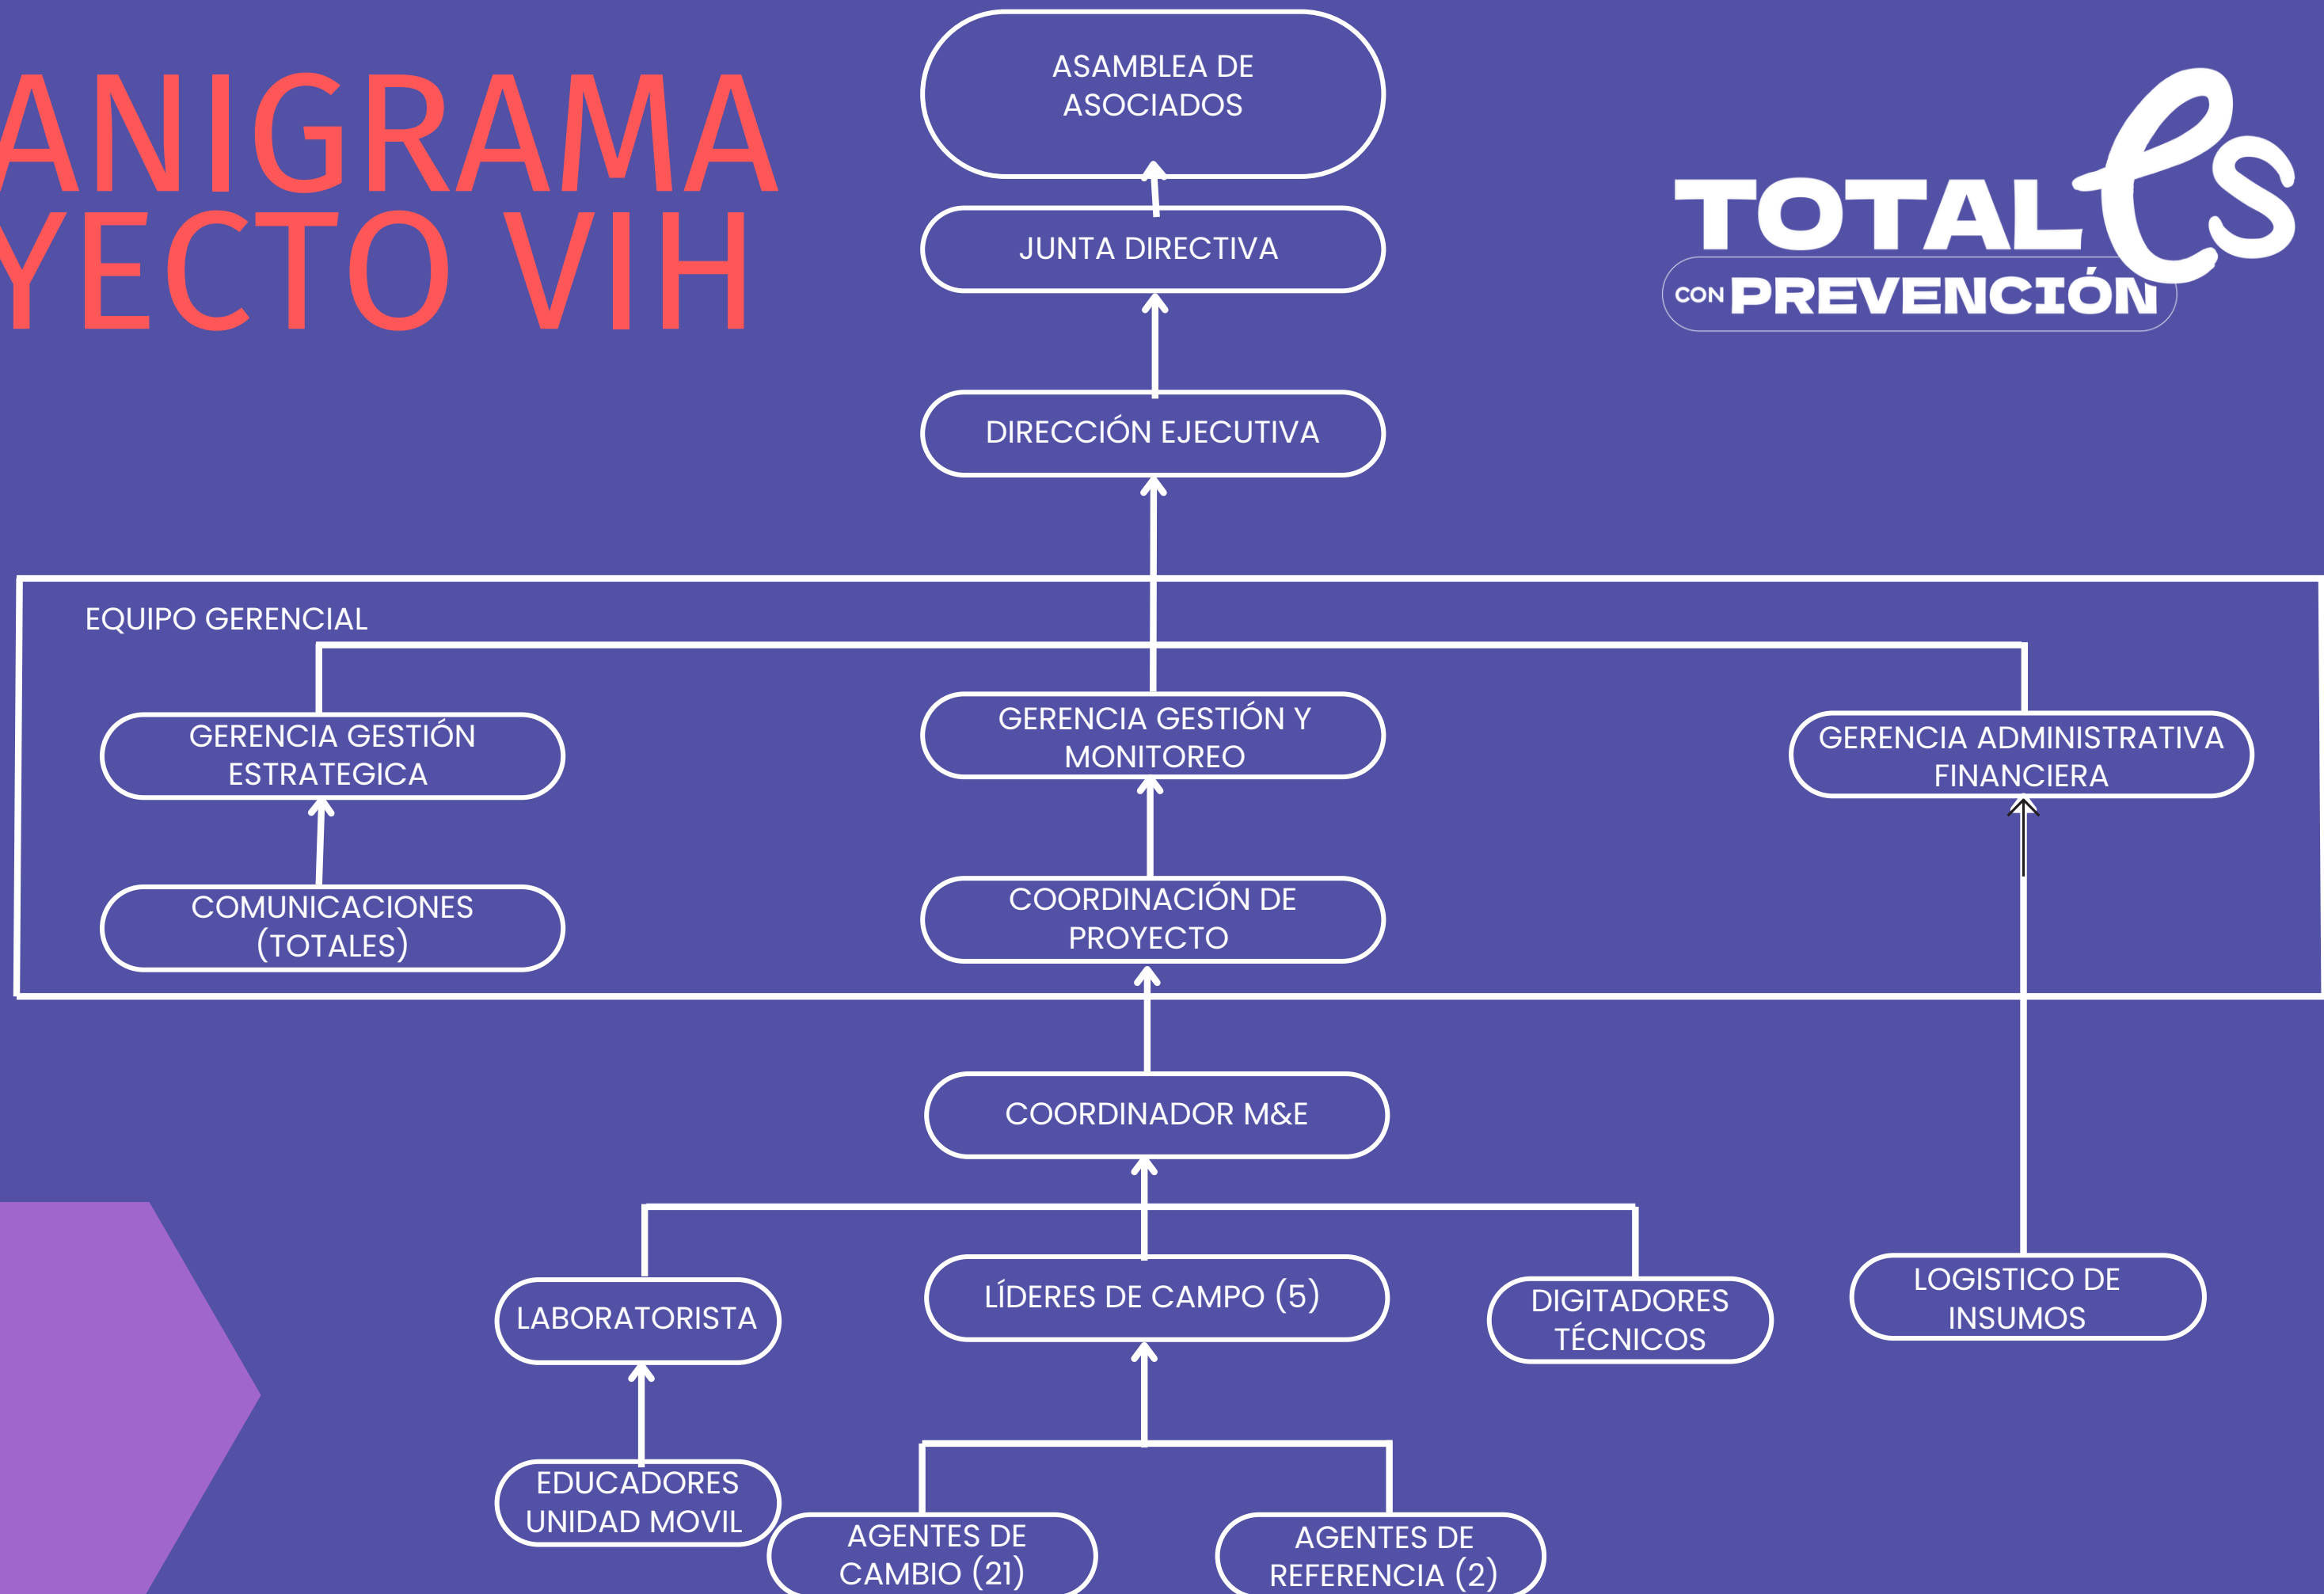 ANIGRAMA
YECTO VIH
ASAMBLEA DE
ASOCIADOS
TOTALes
CON PREVENCIÓN
JUNTA DIRECTIVA
DIRECCIÓN EJECUTIVA
EQUIPO GERENCIAL
GERENCIA GESTIÓN
ESTRATEGICA
GERENCIA GESTIÓN Y
MONITOREO
GERENCIA ADMINISTRATIVA
FINANCIERA
COMUNICACIONES
(TOTALES)
COORDINACIÓN DE
PROYECTO
COORDINADOR M&E
LABORATORISTA
LÍDERES DE CAMPO (5)
DIGITADORES
TÉCNICOS
LOGISTICO DE
INSUMOS
EDUCADORES
UNIDAD MOVIL
AGENTES DE
CAMBIO (21)
AGENTES DE
REFERENCIA (2)